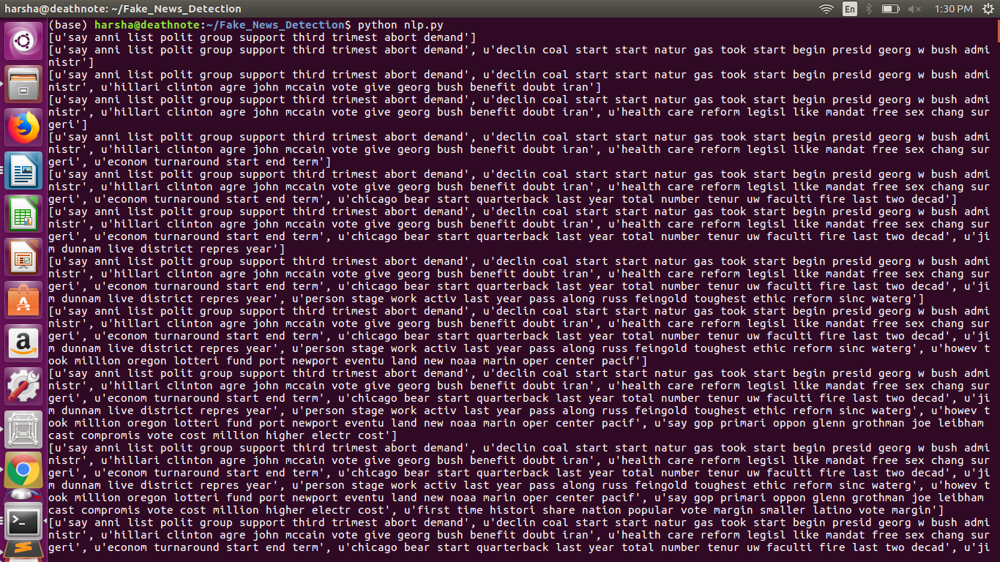 harsha@deathnote: ~/Fake_News_Detection
En
1:30 PM
(base) harsha@deathnote:~/Fake_News_Detection$ python nlp.py
[u'say anni list polit group support third trimest abort demand']
[u'say anni list polit group support third trimest abort demand', u'declin coal start start natur gas took start begin presid georg w bush admi
nistr']
[u'say anni list polit group support third trimest abort demand', u'declin coal start start natur gas took start begin presid georg w bush admi
nistr', u'hillari clinton agre john mccain vote give georg bush benefit doubt iran']
[u'say anni list polit group support third trimest abort demand', u'declin coal start start natur gas took start begin presid georg w bush admi
nistr', u'hillari clinton agre john mccain vote give georg bush benefit doubt iran', u'health care reform legisl like mandat free sex chang sur
geri']
[u'say anni list polit group support third trimest abort demand', u'declin coal start start natur gas took start begin presid georg w bush admi
nistr', u'hillari clinton agre john mccain vote give georg bush benefit doubt iran', u'health care reform legisl like mandat free sex chang sur
geri', u'econom turnaround start end term']
[u'say anni list polit group support third trimest abort demand', u'declin coal start start natur gas took start begin presid georg w bush admi
nistr', u'hillari clinton agre john mccain vote give georg bush benefit doubt iran', u'health care reform legisl like mandat free sex chang sur
geri', u'econom turnaround start end term', u'chicago bear start quarterback last year total number tenur uw faculti fire last two decad']
[u'say anni list polit group support third trimest abort demand', u'declin coal start start natur gas took start begin presid georg w bush admi
nistr', u'hillari clinton agre john mccain vote give georg bush benefit doubt iran', u'health care reform legisl like mandat free sex chang sur
geri', u'econom turnaround start end term', u'chicago bear start quarterback last year total number tenur uw faculti fire last two decad', u'ji
m dunnam live district repres year']
[u'say anni list polit group support third trimest abort demand', u'declin coal start start natur gas took start begin presid georg w bush admi
nistr', u'hillari clinton agre john mccain vote give georg bush benefit doubt iran', u'health care reform legisl like mandat free sex chang sur
geri', u'econom turnaround start end term', u'chicago bear start quarterback last year total number tenur uw faculti fire last two decad', u'ji
m dunnam live district repres year', u'person stage work activ last year pass along russ feingold toughest ethic reform sinc waterg']
[u'say anni list polit group support third trimest abort demand', u'declin coal start start natur gas took start begin presid georg w bush admi
nistr', u'hillari clinton agre john mccain vote give georg bush benefit doubt iran', u'health care reform legisl like mandat free sex chang sur
geri', u'econom turnaround start end term', u'chicago bear start quarterback last year total number tenur uw faculti fire last two decad', u'ji
m dunnam live district repres year', u'person stage work activ last year pass along russ feingold toughest ethic reform sinc waterg', u'howev t
ook million oregon lotteri fund port newport eventu land new noaa marin oper center pacif']
[u'say anni list polit group support third trimest abort demand', u'declin coal start start natur gas took start begin presid georg w bush admi
nistr', u'hillari clinton agre john mccain vote give georg bush benefit doubt iran', u'health care reform legisl like mandat free sex chang sur
geri', u'econom turnaround start end term', u'chicago bear start quarterback last year total number tenur uw faculti fire last two decad', u'ji
m dunnam live district repres year', u'person stage work activ last year pass along russ feingold toughest ethic reform sinc waterg', u'howev t
ook million oregon lotteri fund port newport eventu land new noaa marin oper center pacif', u'say gop primari oppon glenn grothman joe leibham
cast compromis vote cost million higher electr cost']
[u'say anni list polit group support third trimest abort demand', u'declin coal start start natur gas took start begin presid georg w bush admi
nistr', u'hillari clinton agre john mccain vote give georg bush benefit doubt iran', u'health care reform legisl like mandat free sex chang sur
geri', u'econom turnaround start end term', u'chicago bear start quarterback last year total number tenur uw faculti fire last two decad', u'ji
m dunnam live district repres year', u'person stage work activ last year pass along russ feingold toughest ethic reform sinc waterg', u'howev t
ook million oregon lotteri fund port newport eventu land new noaa marin oper center pacif', u'say gop primari oppon glenn grothman joe leibham
cast compromis vote cost million higher electr cost', u'first time histori share nation popular vote margin smaller latino vote margin']
[u'say anni list polit group support third trimest abort demand', u'declin coal start start natur gas took start begin presid georg w bush admi
nistr', u'hillari clinton agre john mccain vote give georg bush benefit doubt iran', u'health care reform legisl like mandat free sex chang sur
geri', u'econom turnaround start end term', u'chicago bear start quarterback last year total number tenur uw faculti fire last two decad', u'ji